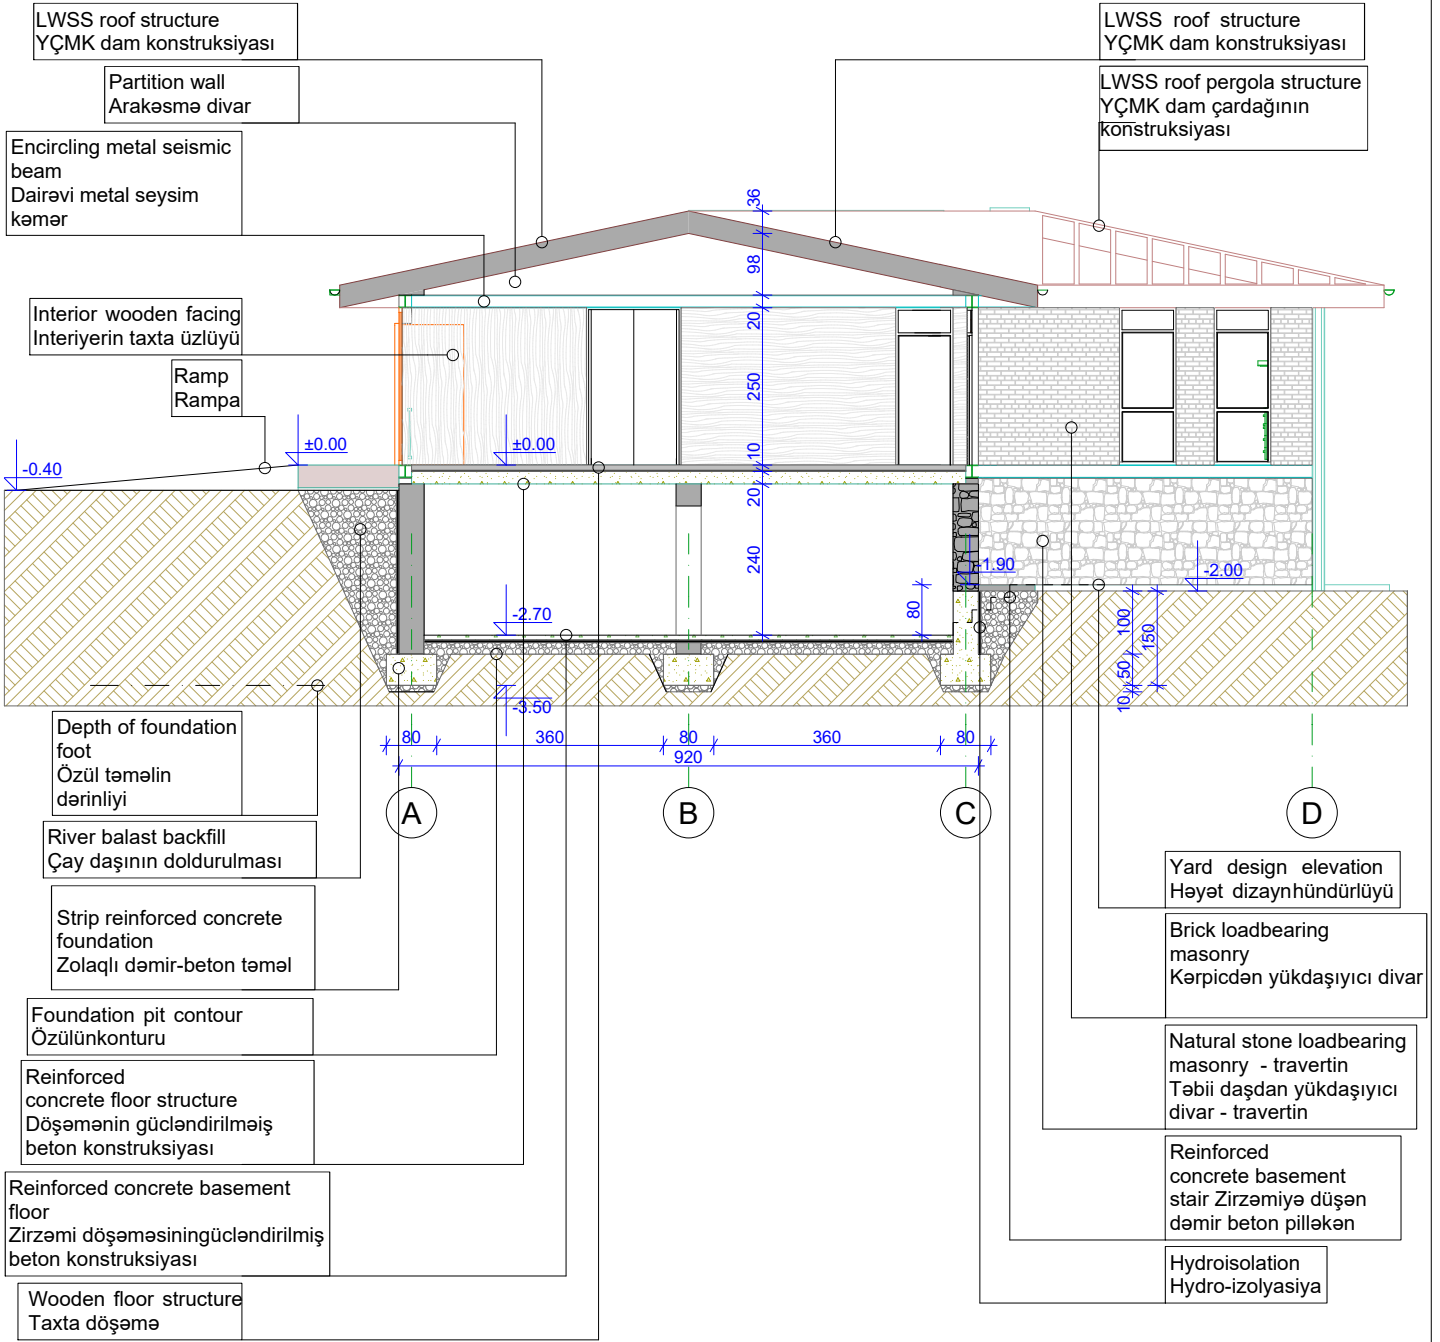 LWSS roof structure
YÇMK dam konstruksiyası
Partition wall
Arakəsmə divar
Encircling metal seismic
beam
Dairəvi metal seysim
kəmər
Interior wooden facing
Interiyerin taxta üzlüyü
Ramp
Rampa
LWSS roof structure
YÇMK dam konstruksiyası
LWSS roof pergola structure
YÇMK dam çardağının
konstruksiyası
36
98
20
250
10
20
240
±0.00
±0.00
-0.40
-2.70
-3.50
-1.90
-2.00
80
100
150
50
10
80
360
80
360
80
920
A
B
C
D
Depth of foundation
foot
Özül təməlin
dərinliyi
River balast backfill
Çay daşının doldurulması
Strip reinforced concrete
foundation
Zolaqlı dəmir-beton təməl
Foundation pit contour
Özülünkonturu
Reinforced
concrete floor structure
Döşəmənin gücləndirilməiş
beton konstruksiyası
Reinforced concrete basement
floor
Zirzəmi döşəməsiningücləndirilmiş
beton konstruksiyası
Wooden floor structure
Taxta döşəmə
Yard design elevation
Həyət dizaynhündürlüyü
Brick loadbearing
masonry
Kərpicdən yükdaşıyıcı divar
Natural stone loadbearing
masonry - travertin
Təbii daşdan yükdaşıyıcı
divar - travertin
Reinforced
concrete basement
stair Zirzəmiyə düşən
dəmir beton pilləkən
Hydroisolation
Hydro-izolyasiya